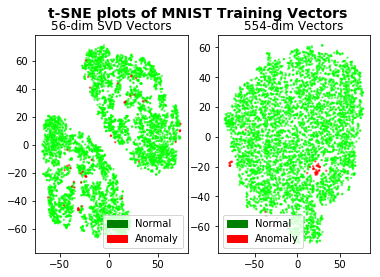 t-SNE plots of MNIST Training Vectors
56-dim SVD Vectors
554-dim Vectors
60
40
20
0
−20
−40
−60
−50
0
50
Normal
Anomaly
60
40
20
0
−20
−40
−60
−50
0
50
Normal
Anomaly